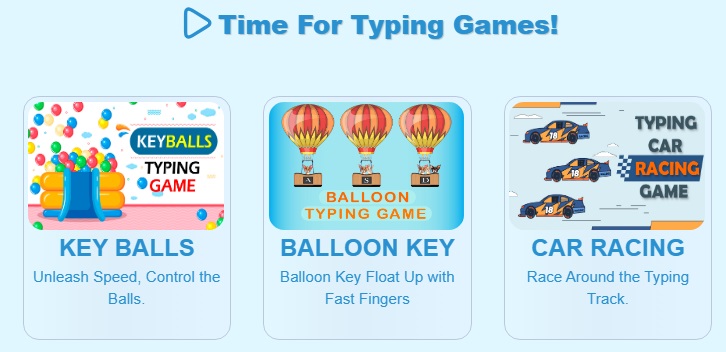 Time For Typing Games!
KEYBALLS
TYPING
GAME
KEY BALLS
Unleash Speed, Control the
Balls.
A S D
BALLOON
TYPING GAME
BALLOON KEY
Balloon Key Float Up with
Fast Fingers
TYPING
CAR
RACING
GAME
18
18
18
CAR RACING
Race Around the Typing
Track.